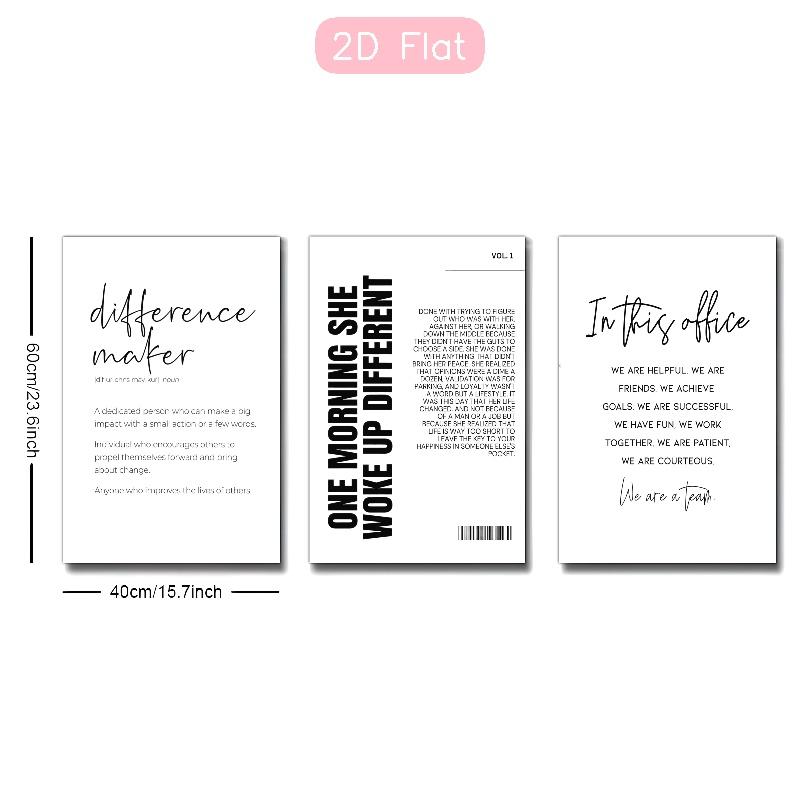 2D Flat
60cm/23.6inch
40cm/15.7inch
difference
maker
noun
A dedicated person who can make a big
impact with a small action or a few words.
Individual who encourages others to
propel themselves forward and bring
about change.
Anyone who improves the lives of others.
ONE MORNING SHE
WOKE UP DIFFERENT
VOL. 1
DONE WITH TRYING TO FIGURE
OUT WHO WAS WITH HER,
AGAINST HER, OR WALKING
DOWN THE MIDDLE BECAUSE
THEY DIDN'T HAVE THE GUTS TO
CHOOSE A SIDE. SHE WAS DONE
WITH ANYTHING THAT DIDN'T
BRING HER PEACE. SHE REALIZED
THAT OPINIONS WERE A DIME A
DOZEN, VALIDATION WAS FOR
PARKING, AND LOYALTY WASN'T
A WORD BUT A LIFESTYLE. IT
WAS THIS DAY THAT HER LIFE
CHANGED. AND NOT BECAUSE
OF A MAN OR A JOB BUT
BECAUSE SHE REALIZED THAT
LIFE IS WAY TOO SHORT TO
LEAVE THE KEY TO YOUR
HAPPINESS IN SOMEONE ELSE'S
POCKET.
In this office
WE ARE HELPFUL. WE ARE
FRIENDS. WE ACHIEVE
GOALS. WE ARE SUCCESSFUL.
WE HAVE FUN. WE WORK
TOGETHER. WE ARE PATIENT.
WE ARE COURTEOUS.
We are a team.